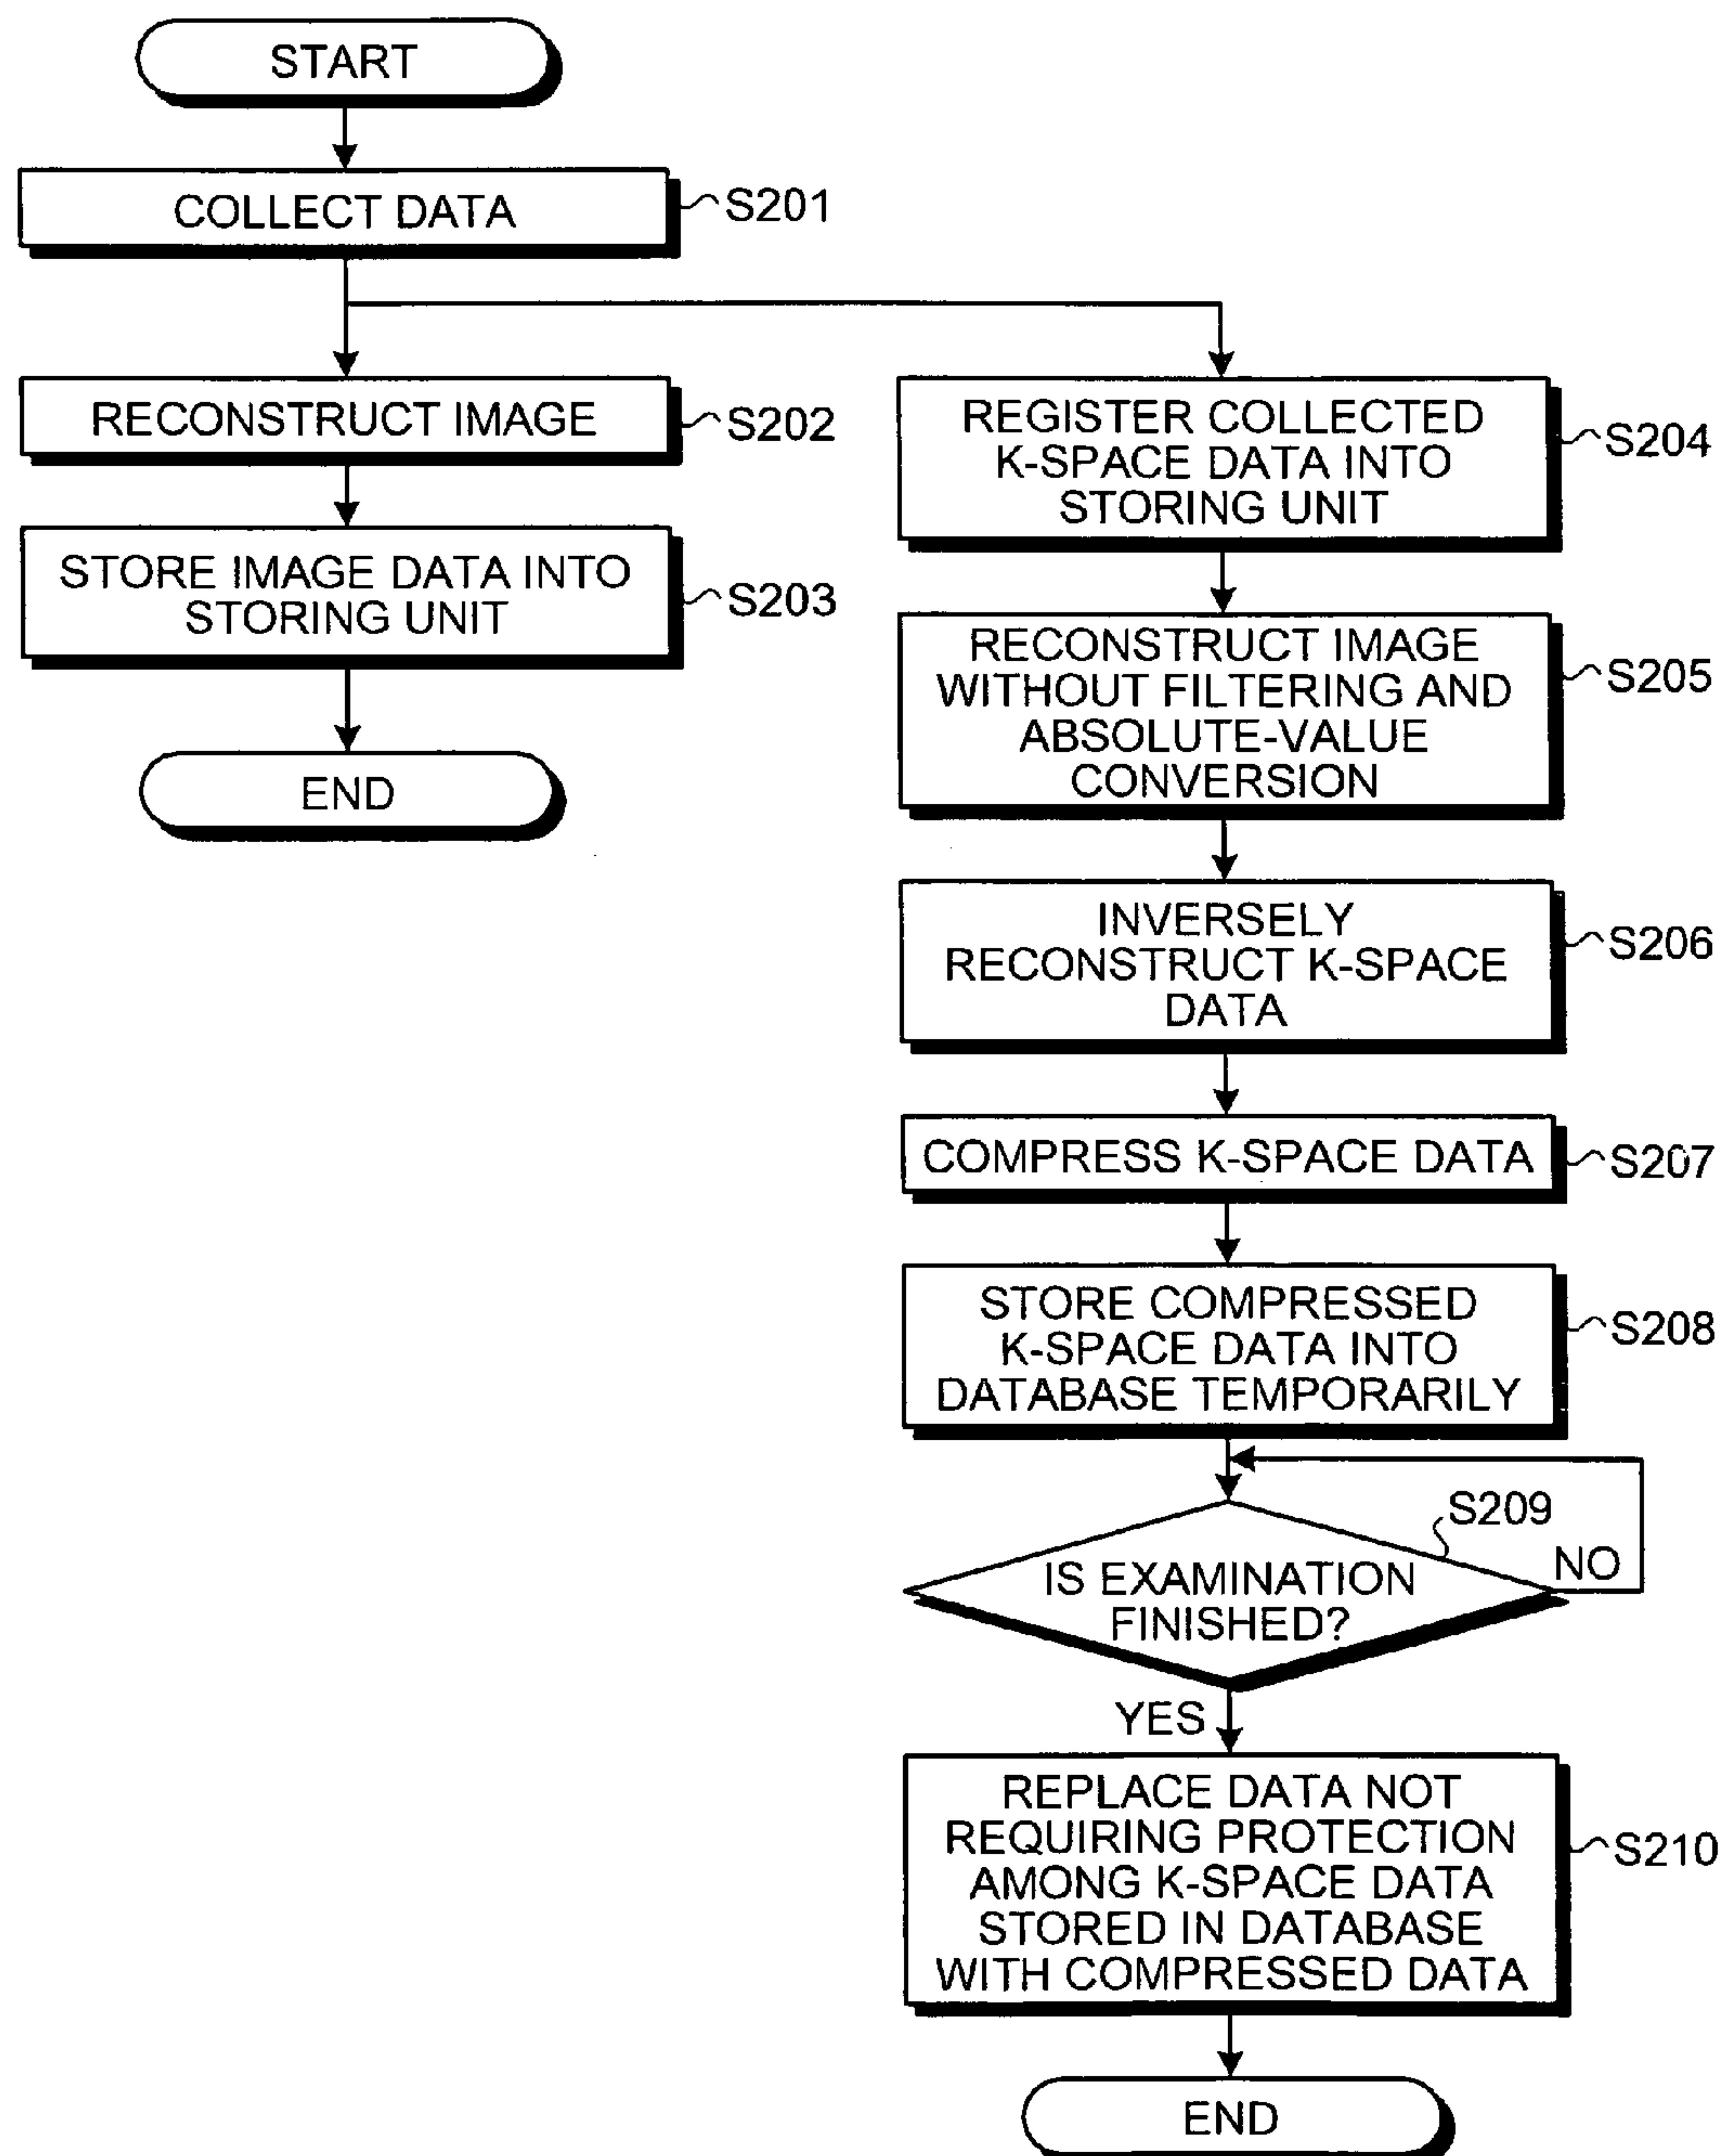 START
COLLECT DATA
S201
RECONSTRUCT IMAGE
S202
STORE IMAGE DATA INTO
STORING UNIT
S203
END
REGISTER COLLECTED
K-SPACE DATA INTO
STORING UNIT
S204
RECONSTRUCT IMAGE
WITHOUT FILTERING AND
ABSOLUTE-VALUE
CONVERSION
S205
INVERSELY
RECONSTRUCT K-SPACE
DATA
S206
COMPRESS K-SPACE DATA
S207
STORE COMPRESSED
K-SPACE DATA INTO
DATABASE TEMPORARILY
S208
S209
IS EXAMINATION
FINISHED?
NO
YES
REPLACE DATA NOT
REQUIRING PROTECTION
AMONG K-SPACE DATA
STORED IN DATABASE
WITH COMPRESSED DATA
S210
END